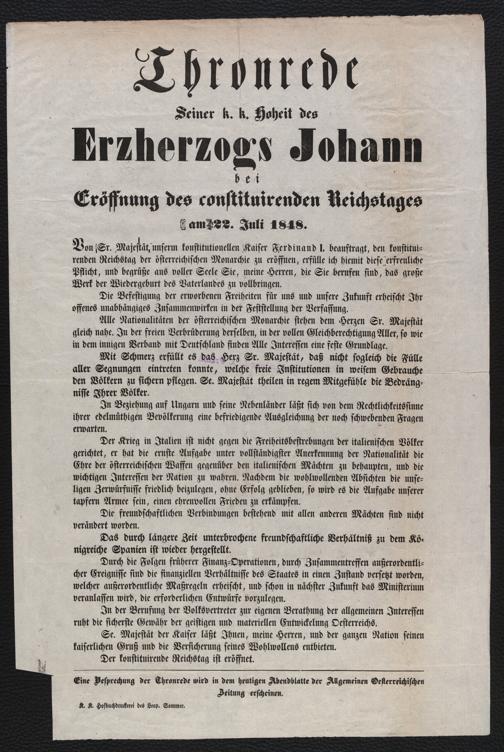 Thronrede
Seiner k. k. Hoheit des
Erzherzogs Johann
bei
Eröffnung des constituirenden Reichstages
am 22. Juli 1848.
Von Sr. Majestät, unserm konstitutionellen Kaiser Ferdinand I. beauftragt, den konstitui-
renden Reichstag der österreichischen Monarchie zu eröffnen, erfülle ich hiemit diese erfreuliche
Pflicht, und begrüße aus voller Seele Sie, meine Herren, die Sie berufen sind, das große
Werk der Wiedergeburt des Vaterlandes zu vollbringen.
Die Befestigung der erworbenen Freiheiten für uns und unsere Zukunft erheischt Ihr
offenes unabhängiges Zusammenwirken in der Feststellung der Verfassung.
Alle Nationalitäten der österreichischen Monarchie stehen dem Herzen Sr. Majestät
gleich nahe. In der freien Verbrüderung derselben, in der vollen Gleichberechtigung Aller, so wie
in dem innigen Verband mit Deutschland finden Alle Interessen eine feste Grundlage.
Mit Schmerz erfüllt es das Herz Sr. Majestät, daß nicht sogleich die Fülle
aller Segnungen eintreten konnte, welche freie Institutionen in weisem Gebrauche
den Völkern zu sichern pflegen. Se. Majestät theilen in regem Mitgefühle die Bedräng-
nisse Ihrer Völker.
In Beziehung auf Ungarn und seine Nebenländer läßt sich von dem Rechtlichkeitssinne
ihrer edelmüthigen Bevölkerung eine befriedigende Ausgleichung der noch schwebenden Fragen
erwarten.
Der Krieg in Italien ist nicht gegen die Freiheitsbestrebungen der italienischen Völker
gerichtet, er hat die ernste Aufgabe unter vollständigster Anerkennung der Nationalität die
Ehre der österreichischen Waffen gegenüber den italienischen Mächten zu behaupten, und die
wichtigen Interessen der Nation zu wahren. Nachdem die wohlwollenden Absichten die unse-
ligen Zerwürfnisse friedlich beizulegen, ohne Erfolg geblieben, so wird es die Aufgabe unserer
tapfern Armee sein, einen ehrenvollen Frieden zu erkämpfen.
Die freundschaftlichen Verbindungen bestehend mit allen anderen Mächten sind nicht
verändert worden.
Das durch längere Zeit unterbrochene freundschaftliche Verhältniß zu dem Kö-
nigreiche Spanien ist wieder hergestellt.
Durch die Folgen früherer Finanz-Operationen, durch Zusammentreffen außerordentli-
cher Ereignisse sind die finanziellen Verhältnisse des Staats in einen Zustand versetzt worden,
welcher außerordentliche Maßregeln erheischt, und schon in nächster Zukunft das Ministerium
veranlassen wird, die erforderlichen Entwürfe vorzulegen.
In der Berufung der Volksvertreter zur eigenen Berathung der allgemeinen Interessen
ruht die sicherste Gewähr der geistigen und materiellen Entwickelung Oesterreichs.
Se. Majestät der Kaiser läßt Ihnen, meine Herren, und der ganzen Nation seinen
kaiserlichen Gruß und die Versicherung seines Wohlwollens entbieten.
Der konstituirende Reichstag ist eröffnet.
Eine Besprechung der Thronrede wird in dem heutigen Abendblatte der Allgemeinen Oesterreichischen
Zeitung erscheinen.
K. K. Hofbuchdruckerei des Leop. Sommer.